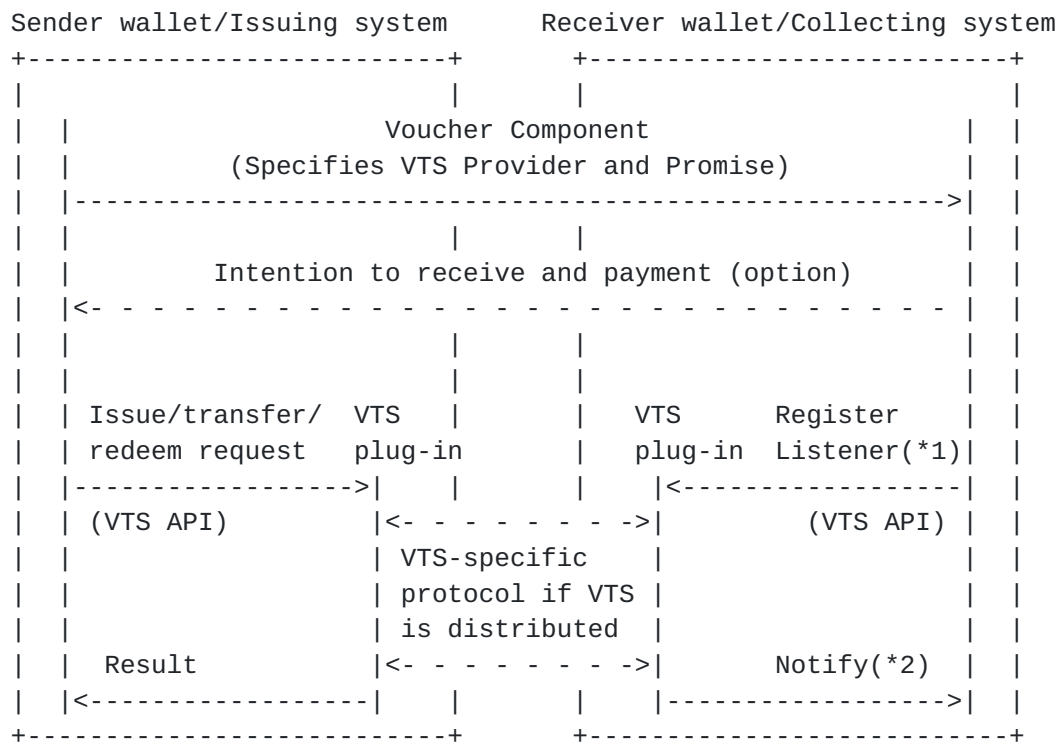 Sender wallet/Issuing system Receiver wallet/Collecting system
Voucher Component
(Specifies VTS Provider and Promise)
Intention to receive and payment (option)
Issue/transfer/ VTS VTS Register
redeem request plug-in plug-in Listener(*1)
(VTS API) (VTS API)
VTS-specific
protocol if VTS
is distributed
Result Notify(*2)